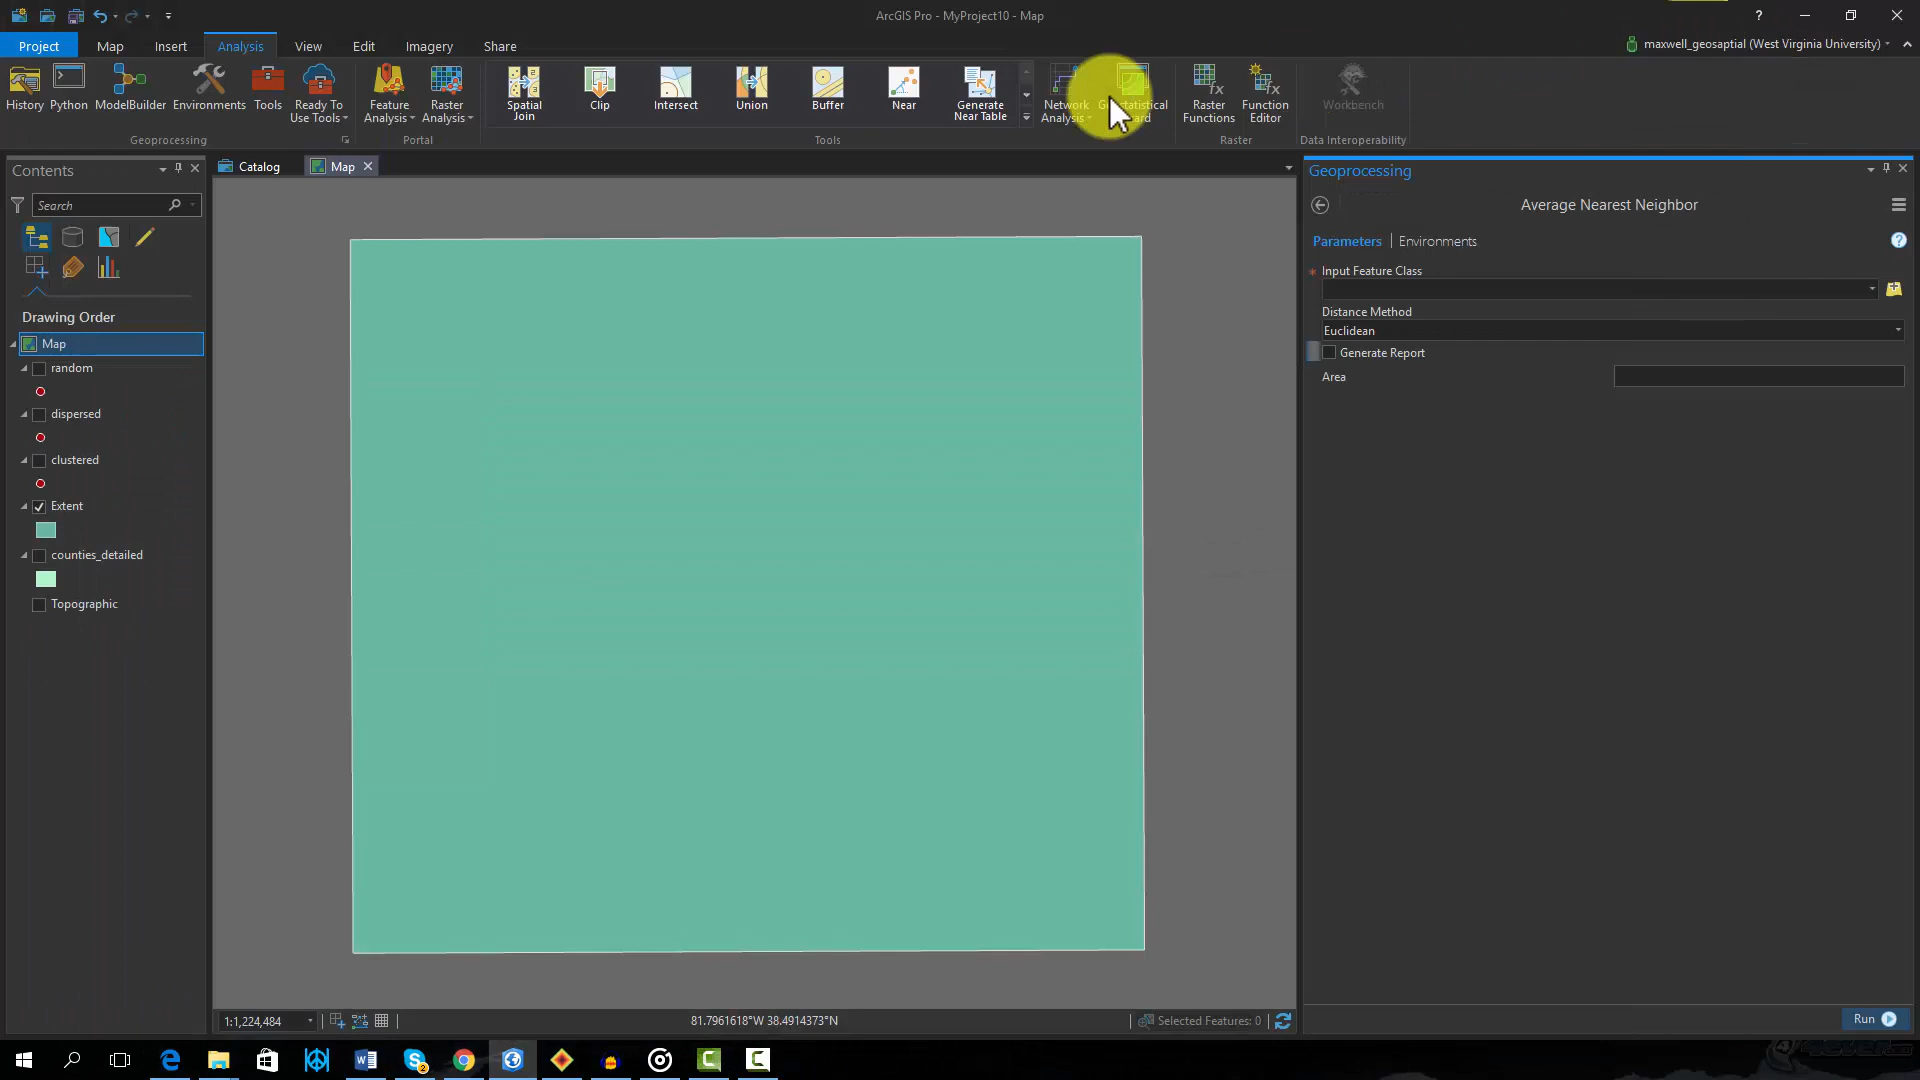 ArcGIS Pro - MyProject10 - Map
?
Project
Map
Insert
Analysis
View
Edit
Imagery
Share
maxwell_geosaptial (West Virginia University)
History
Python
ModelBuilder
Environments
Tools
Ready To
Use Tools
Feature
Analysis
Raster
Analysis
Spatial
Join
Clip
Intersect
Union
Buffer
Near
Generate
Near Table
Network
Analysis
Raster
Functions
Function
Editor
Workbench
Geoprocessing
Portal
Tools
Raster
Data Interoperability
Contents
Catalog
Map
Geoprocessing
Search
Average Nearest Neighbor
Parameters | Environments
?
* Input Feature Class
Distance Method
Euclidean
Generate Report
Area
Drawing Order
Map
random
dispersed
clustered
Extent
counties_detailed
Topographic
1:1,224,484
81.7961618°W 38.4914373°N
Selected Features: 0
Run